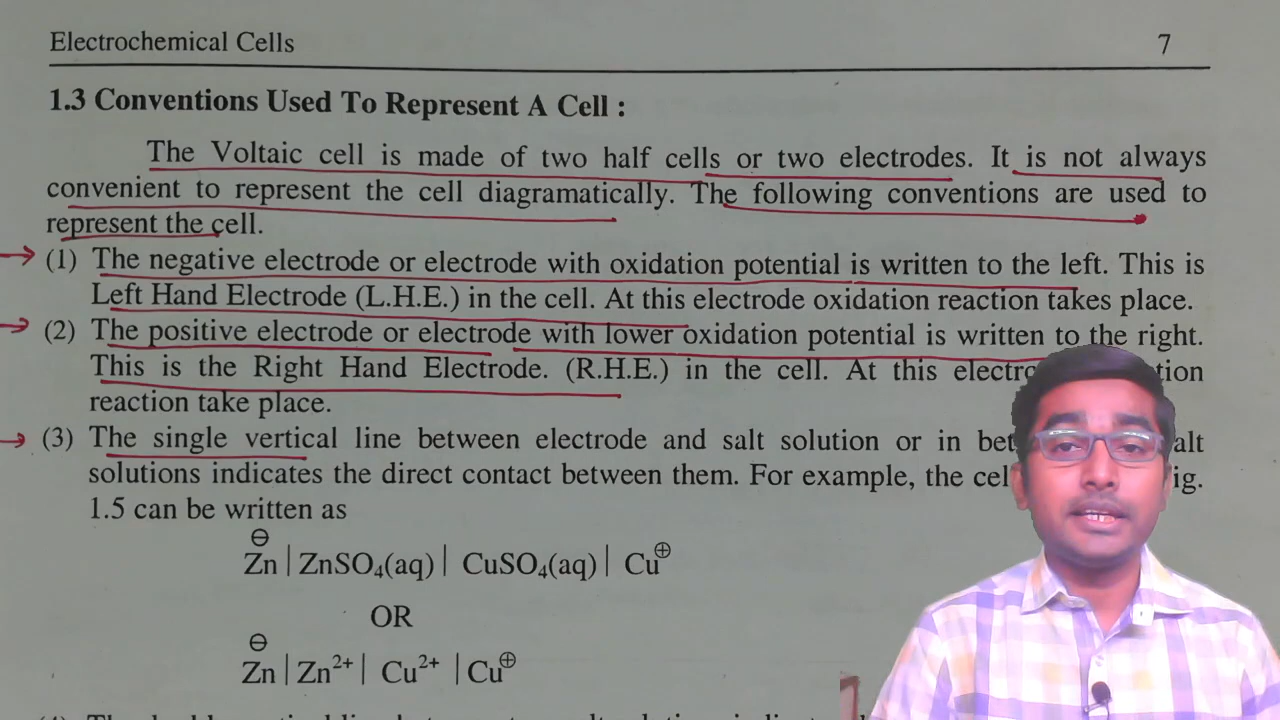 Electrochemical Cells 7
1.3 Conventions Used To Represent A Cell :
The Voltaic cell is made of two half cells or two electrodes. It is not always
convenient to represent the cell diagramatically. The following conventions are used to
represent the cell.
(1) The negative electrode or electrode with oxidation potential is written to the left. This is
Left Hand Electrode (L.H.E.) in the cell. At this electrode oxidation reaction takes place.
(2) The positive electrode or electrode with lower oxidation potential is written to the right.
This is the Right Hand Electrode. (R.H.E.) in the cell. At this
reaction take place.
(3) The single vertical line between electrode and salt solution or in
solutions indicates the direct contact between them. For example, the
1.5 can be written as
⊖
Zn | ZnSO₄(aq) | CuSO₄(aq) | Cu⊕
OR
⊖
Zn | Zn²⁺ | Cu²⁺ | Cu⊕